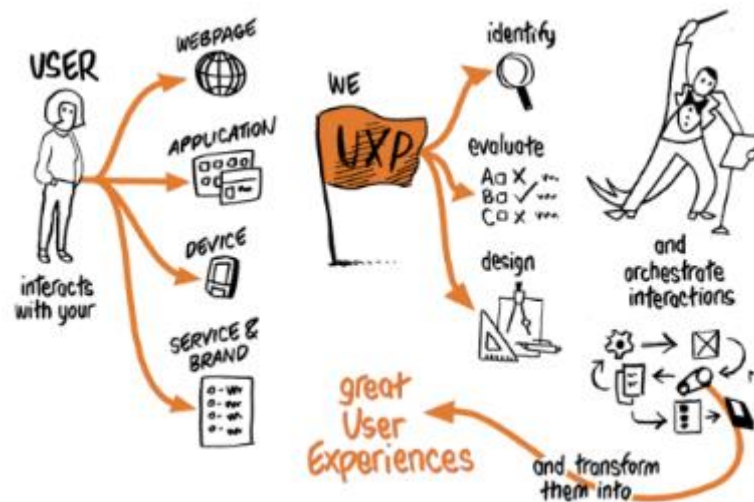 USER
interacts
with your
WEBPAGE
APPLICATION
DEVICE
SERVICE &
BRAND
WE
UXP
identify
evaluate
A
B
C
design
and
orchestrate
interactions
and transform
them into
great
User
Experiences